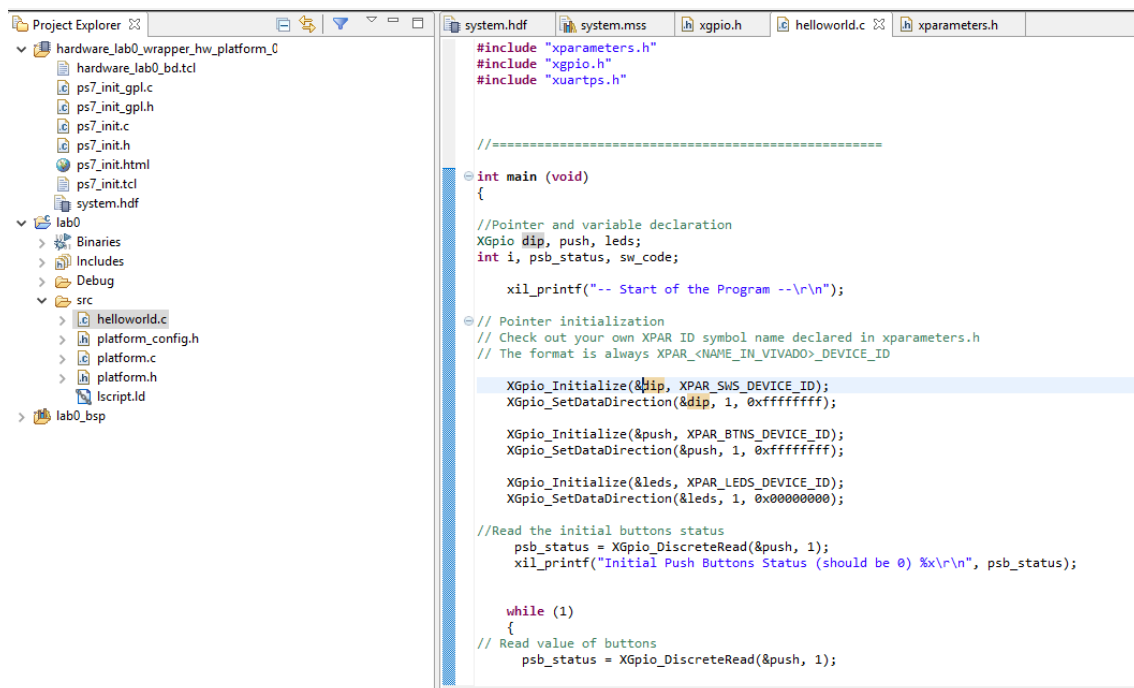 Project Explorer
hardware_lab0_wrapper_hw_platform_0
hardware_lab0_bd.tcl
ps7_init_gpl.c
ps7_init_gpl.h
ps7_init.c
ps7_init.h
ps7_init.html
ps7_init.tcl
system.hdf
lab0
Binaries
Includes
Debug
src
helloworld.c
platform_config.h
platform.c
platform.h
lscript.ld
lab0_bsp
system.hdf
system.mss
xgpio.h
helloworld.c
xparameters.h
#include "xparameters.h"
#include "xgpio.h"
#include "xuartps.h"
//====================================================
int main (void)
{
//Pointer and variable declaration
XGpio dip, push, leds;
int i, psb_status, sw_code;
xil_printf("-- Start of the Program --\r\n");
// Pointer initialization
// Check out your own XPAR ID symbol name declared in xparameters.h
// The format is always XPAR_<NAME_IN_VIVADO>_DEVICE_ID
XGpio_Initialize(&dip, XPAR_SWS_DEVICE_ID);
XGpio_SetDataDirection(&dip, 1, 0xffffffff);
XGpio_Initialize(&push, XPAR_BTNS_DEVICE_ID);
XGpio_SetDataDirection(&push, 1, 0xffffffff);
XGpio_Initialize(&leds, XPAR_LEDS_DEVICE_ID);
XGpio_SetDataDirection(&leds, 1, 0x00000000);
//Read the initial buttons status
psb_status = XGpio_DiscreteRead(&push, 1);
xil_printf("Initial Push Buttons Status (should be 0) %x\r\n", psb_status);
while (1)
{
// Read value of buttons
psb_status = XGpio_DiscreteRead(&push, 1);